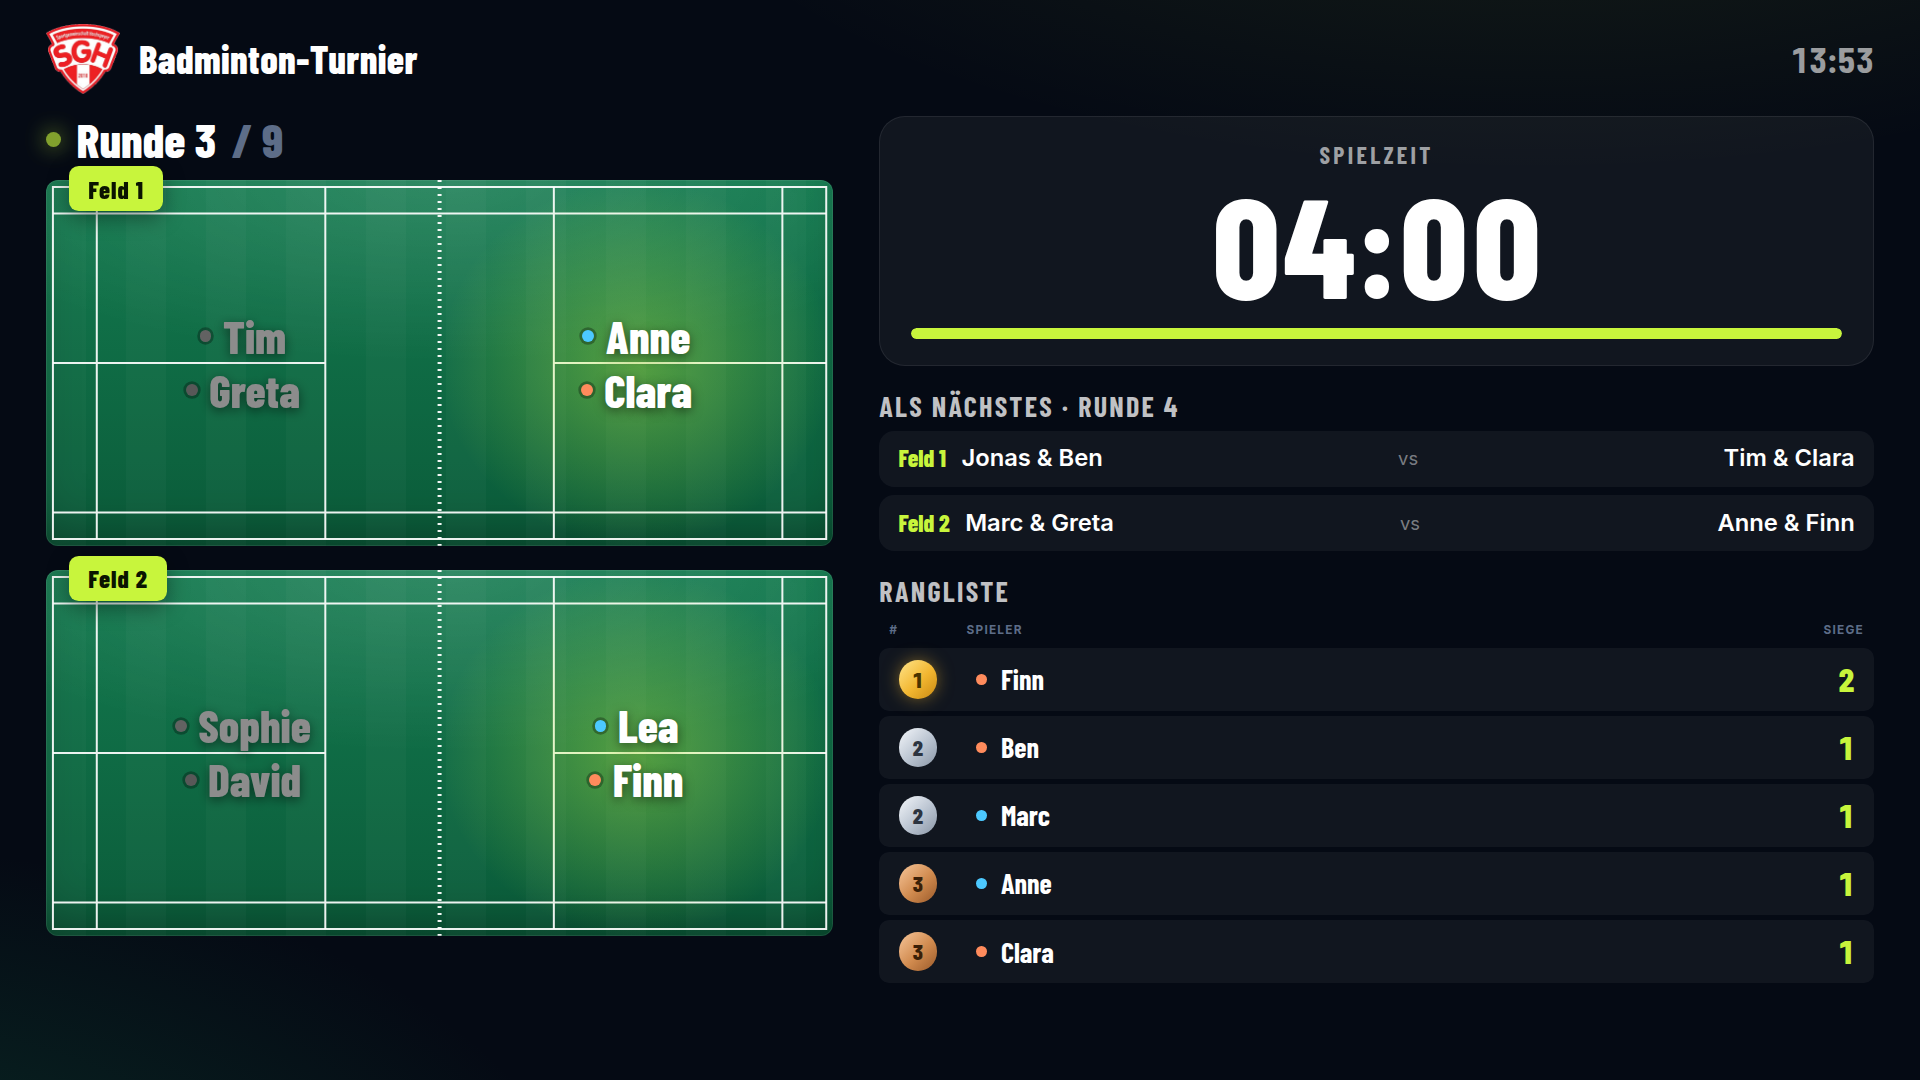 SGH
Badminton-Turnier
13:53
Runde 3 / 9
Feld 1
Tim
Greta
Anne
Clara
Feld 2
Sophie
David
Lea
Finn
SPIELZEIT
04:00
ALS NÄCHSTES · RUNDE 4
Feld 1 Jonas & Ben vs Tim & Clara
Feld 2 Marc & Greta vs Anne & Finn
RANGLISTE
# SPIELER SIEGE
1 Finn 2
2 Ben 1
2 Marc 1
3 Anne 1
3 Clara 1